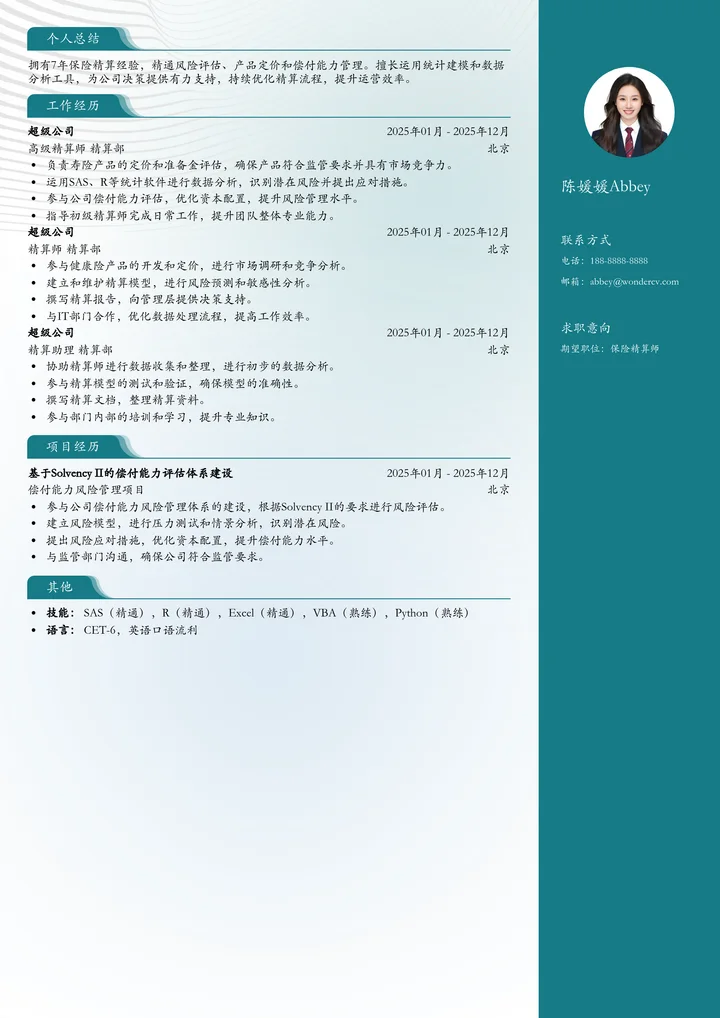 个人总结
拥有7年保险精算经验，精通风险评估、产品定价和偿付能力管理。擅长运用统计建模和数据
分析工具，为公司决策提供有力支持，持续优化精算流程，提升运营效率。
工作经历
超级公司 2025年01月 - 2025年12月
高级精算师 精算部 北京
• 负责寿险产品的定价和准备金评估，确保产品符合监管要求并具有市场竞争力。
• 运用SAS、R等统计软件进行数据分析，识别潜在风险并提出应对措施。
• 参与公司偿付能力评估，优化资本配置，提升风险管理水平。
• 指导初级精算师完成日常工作，提升团队整体专业能力。
超级公司 2025年01月 - 2025年12月
精算师 精算部 北京
• 参与健康险产品的开发和定价，进行市场调研和竞争分析。
• 建立和维护精算模型，进行风险预测和敏感性分析。
• 撰写精算报告，向管理层提供决策支持。
• 与IT部门合作，优化数据处理流程，提高工作效率。
超级公司 2025年01月 - 2025年12月
精算助理 精算部 北京
• 协助精算师进行数据收集和整理，进行初步的数据分析。
• 参与精算模型的测试和验证，确保模型的准确性。
• 撰写精算文档，整理精算资料。
• 参与部门内部的培训和学习，提升专业知识。
项目经历
基于Solvency II的偿付能力评估体系建设 2025年01月 - 2025年12月
偿付能力风险管理项目 北京
• 参与公司偿付能力风险管理体系的建设，根据Solvency II的要求进行风险评估。
• 建立风险模型，进行压力测试和情景分析，识别潜在风险。
• 提出风险应对措施，优化资本配置，提升偿付能力水平。
• 与监管部门沟通，确保公司符合监管要求。
其他
• 技能： SAS（精通）, R（精通）, Excel（精通）, VBA（熟练）, Python（熟练）
• 语言： CET-6，英语口语流利
陈媛媛Abbey
联系方式
电话：188-8888-8888
邮箱：abbey@wondercv.com
求职意向
期望职位：保险精算师